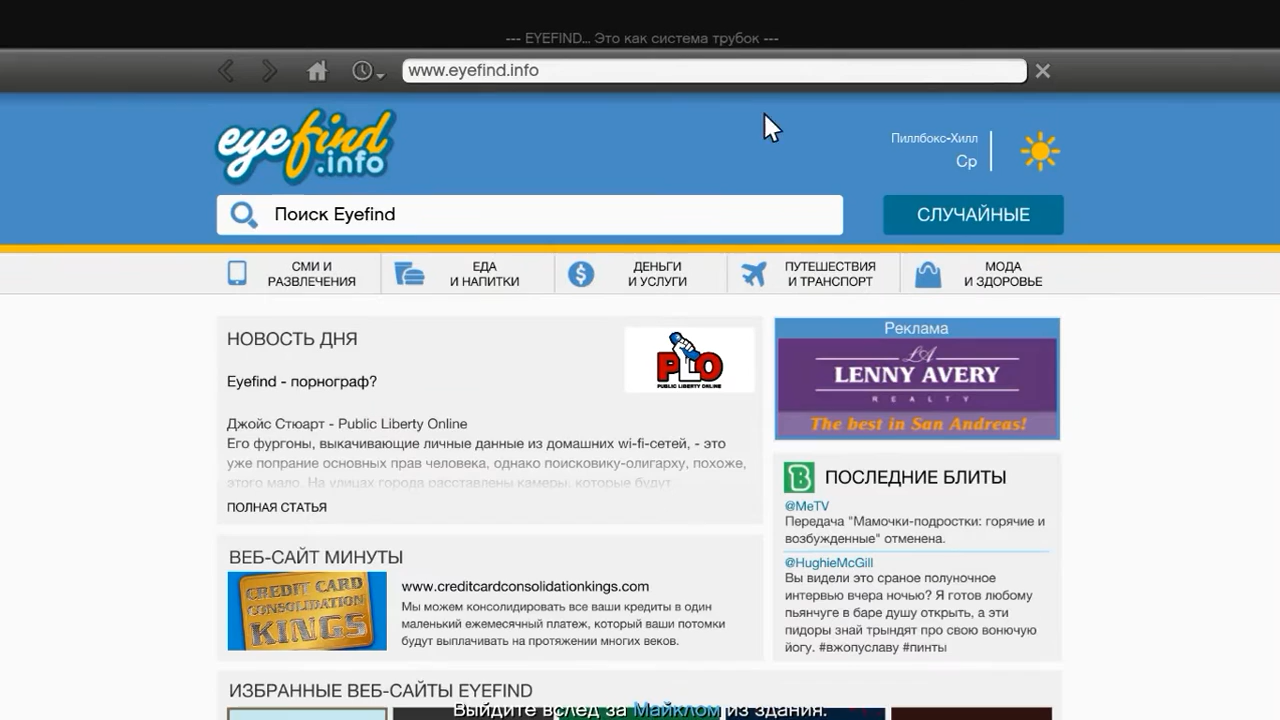 --- EYEFIND... Это как система трубок ---
www.eyefind.info
eyefind
.info
Пиллбокс-Хилл
Ср
Поиск Eyefind
СЛУЧАЙНЫЕ
СМИ И
РАЗВЛЕЧЕНИЯ
ЕДА
И НАПИТКИ
ДЕНЬГИ
И УСЛУГИ
ПУТЕШЕСТВИЯ
И ТРАНСПОРТ
МОДА
И ЗДОРОВЬЕ
НОВОСТЬ ДНЯ
PLO
PUBLIC LIBERTY ONLINE
Eyefind - порнограф?
Джойс Стюарт - Public Liberty Online
Его фургоны, выкачивающие личные данные из домашних wi-fi-сетей, - это
уже попрание основных прав человека, однако поисковику-олигарху, похоже,
этого мало. На улицах города расставлены камеры, которые будут
ПОЛНАЯ СТАТЬЯ
Реклама
LA
LENNY AVERY
REALTY
The best in San Andreas!
B ПОСЛЕДНИЕ БЛИТЫ
@MeTV
Передача "Мамочки-подростки: горячие и
возбужденные" отменена.
@HughieMcGill
Вы видели это сраное полуночное
интервью вчера ночью? Я готов любому
пьянчуге в баре душу открыть, а эти
пидоры знай трындят про свою вонючую
йогу. #вжопуславу #пинты
ВЕБ-САЙТ МИНУТЫ
CREDIT CARD
CONSOLIDATION
KINGS
www.creditcardconsolidationkings.com
Мы можем консолидировать все ваши кредиты в один
маленький ежемесячный платеж, который ваши потомки
будут выплачивать на протяжении многих веков.
ИЗБРАННЫЕ ВЕБ-САЙТЫ EYEFIND
Выйдите вслед за Майклом из здания.